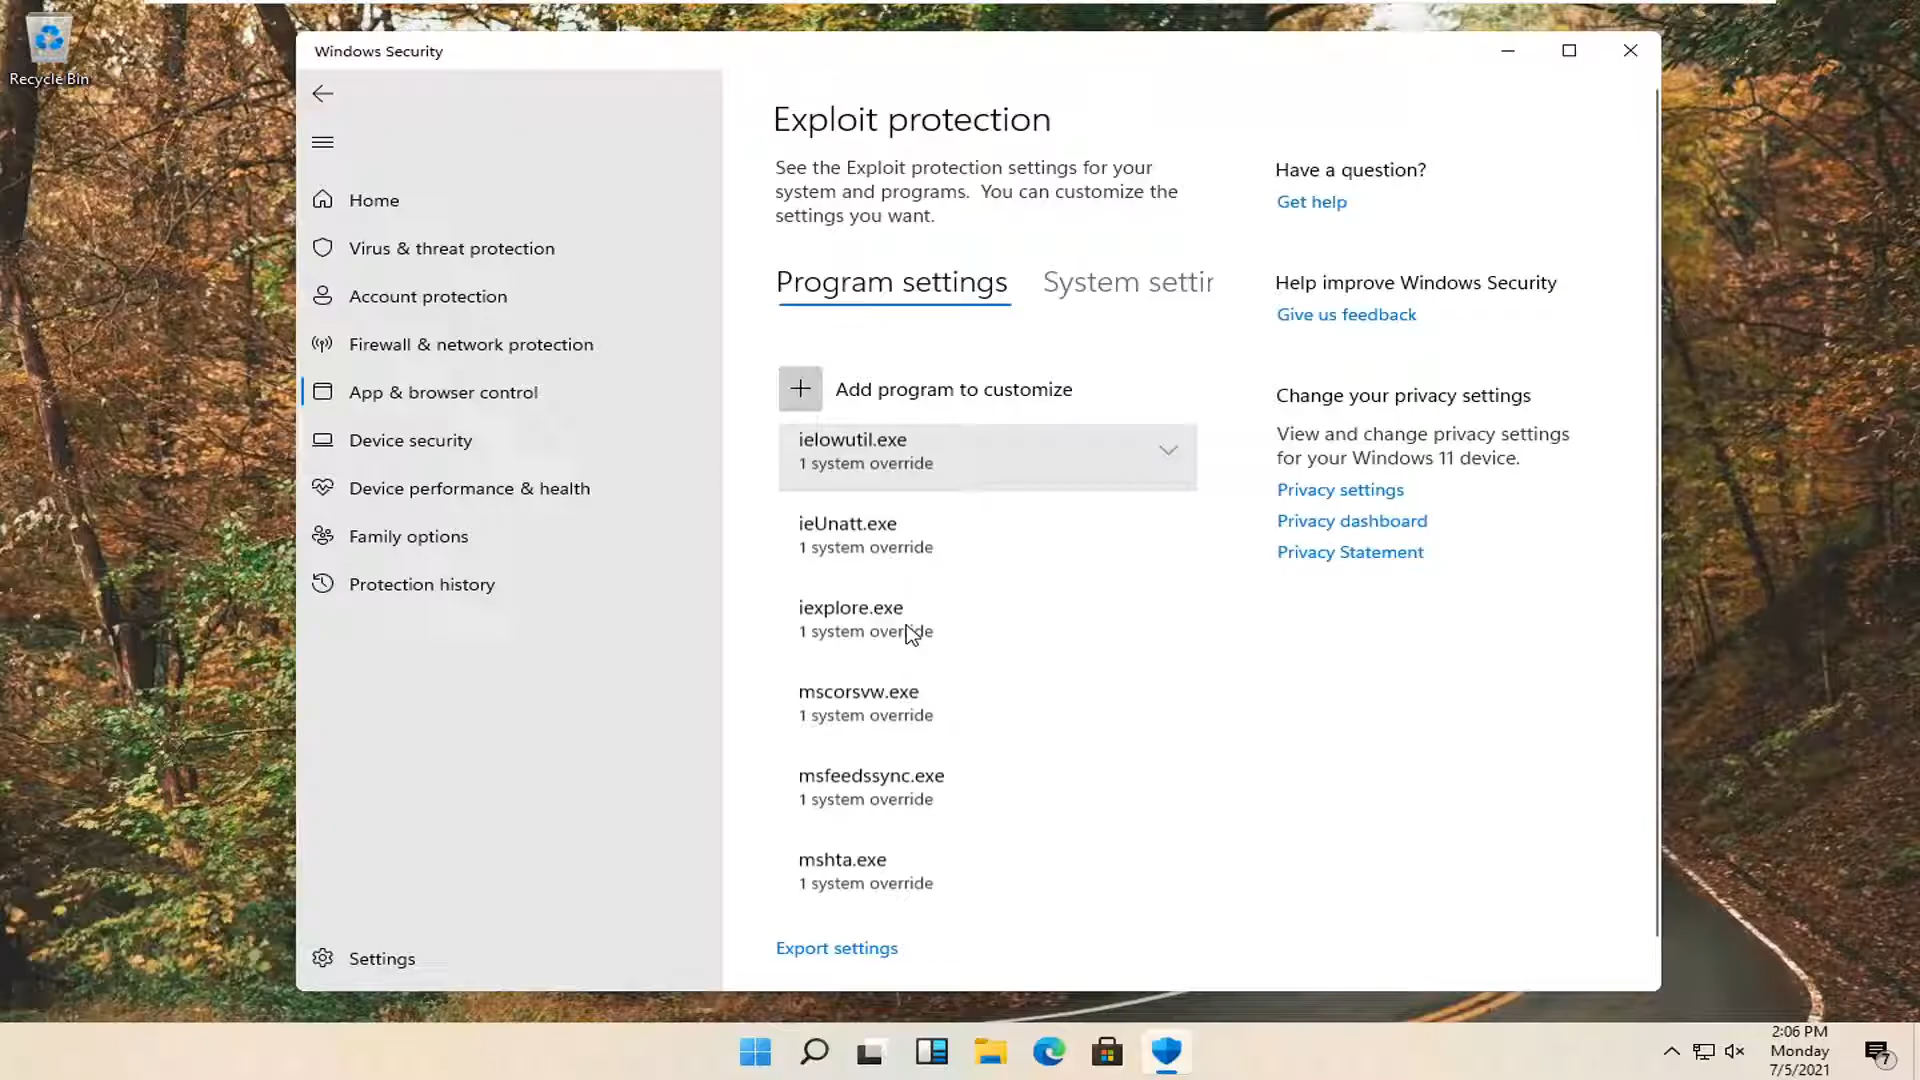 Recycle Bin
Windows Security
Home
Virus & threat protection
Account protection
Firewall & network protection
App & browser control
Device security
Device performance & health
Family options
Protection history
Settings
Exploit protection
See the Exploit protection settings for your
system and programs. You can customize the
settings you want.
Program settings
System settin
Add program to customize
ielowutil.exe
1 system override
ieUnatt.exe
1 system override
iexplore.exe
1 system override
mscorsvw.exe
1 system override
msfeedssync.exe
1 system override
mshta.exe
1 system override
Export settings
Have a question?
Get help
Help improve Windows Security
Give us feedback
Change your privacy settings
View and change privacy settings
for your Windows 11 device.
Privacy settings
Privacy dashboard
Privacy Statement
2:06 PM
Monday
7/5/2021
7